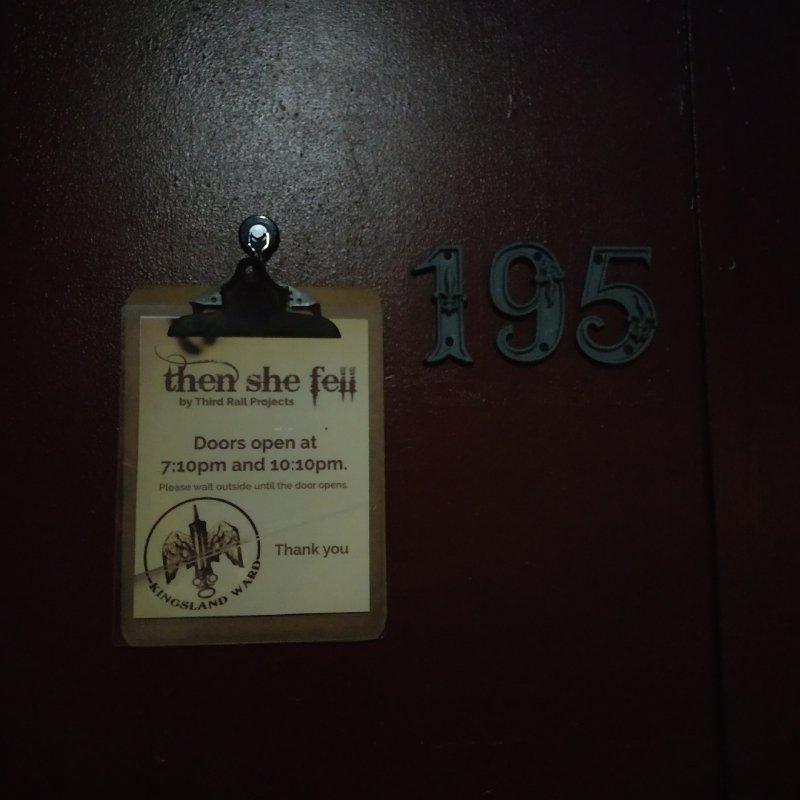 195
then she fell
by Third Rail Projects
Doors open at
7:10pm and 10:10pm.
Please wait outside until the door opens.
Thank you
KINGSLAND WARD